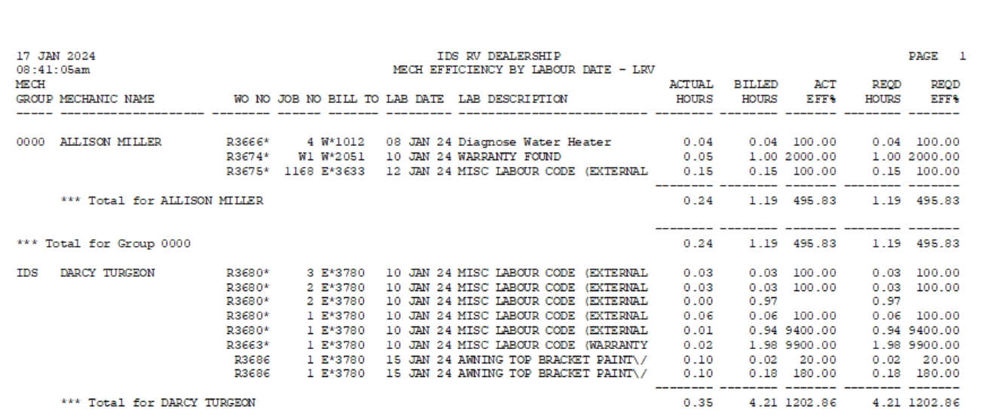 17 JAN 2024 IDS RV DEALERSHIP PAGE 1
08:41:05am MECH EFFICIENCY BY LABOUR DATE - LRV
MECH ACTUAL BILLED ACT REQD REQD
GROUP MECHANIC NAME WO NO JOB NO BILL TO LAB DATE LAB DESCRIPTION HOURS HOURS EFF% HOURS EFF%
----- -------------------- -------- ------ ------- -------- -------------------------- -------- -------- ------- -------- -------
0000 ALLISON MILLER R3666* 4 W*1012 08 JAN 24 Diagnose Water Heater 0.04 0.04 100.00 0.04 100.00
R3674* W1 W*2051 10 JAN 24 WARRANTY FOUND 0.05 1.00 2000.00 1.00 2000.00
R3675* 1168 E*3633 12 JAN 24 MISC LABOUR CODE (EXTERNAL 0.15 0.15 100.00 0.15 100.00
-------- -------- ------- -------- -------
*** Total for ALLISON MILLER 0.24 1.19 495.83 1.19 495.83
-------- -------- ------- -------- -------
*** Total for Group 0000 0.24 1.19 495.83 1.19 495.83
IDS DARCY TURGEON R3680* 3 E*3780 10 JAN 24 MISC LABOUR CODE (EXTERNAL 0.03 0.03 100.00 0.03 100.00
R3680* 2 E*3780 10 JAN 24 MISC LABOUR CODE (EXTERNAL 0.03 0.03 100.00 0.03 100.00
R3680* 2 E*3780 10 JAN 24 MISC LABOUR CODE (EXTERNAL 0.00 0.97 0.97
R3680* 1 E*3780 10 JAN 24 MISC LABOUR CODE (EXTERNAL 0.06 0.06 100.00 0.06 100.00
R3680* 1 E*3780 10 JAN 24 MISC LABOUR CODE (EXTERNAL 0.01 0.94 9400.00 0.94 9400.00
R3663* 1 E*3780 10 JAN 24 MISC LABOUR CODE (WARRANTY 0.02 1.98 9900.00 1.98 9900.00
R3686 1 E*3780 15 JAN 24 AWNING TOP BRACKET PAINT\/ 0.10 0.02 20.00 0.02 20.00
R3686 1 E*3780 15 JAN 24 AWNING TOP BRACKET PAINT\/ 0.10 0.18 180.00 0.18 180.00
-------- -------- ------- -------- -------
*** Total for DARCY TURGEON 0.35 4.21 1202.86 4.21 1202.86